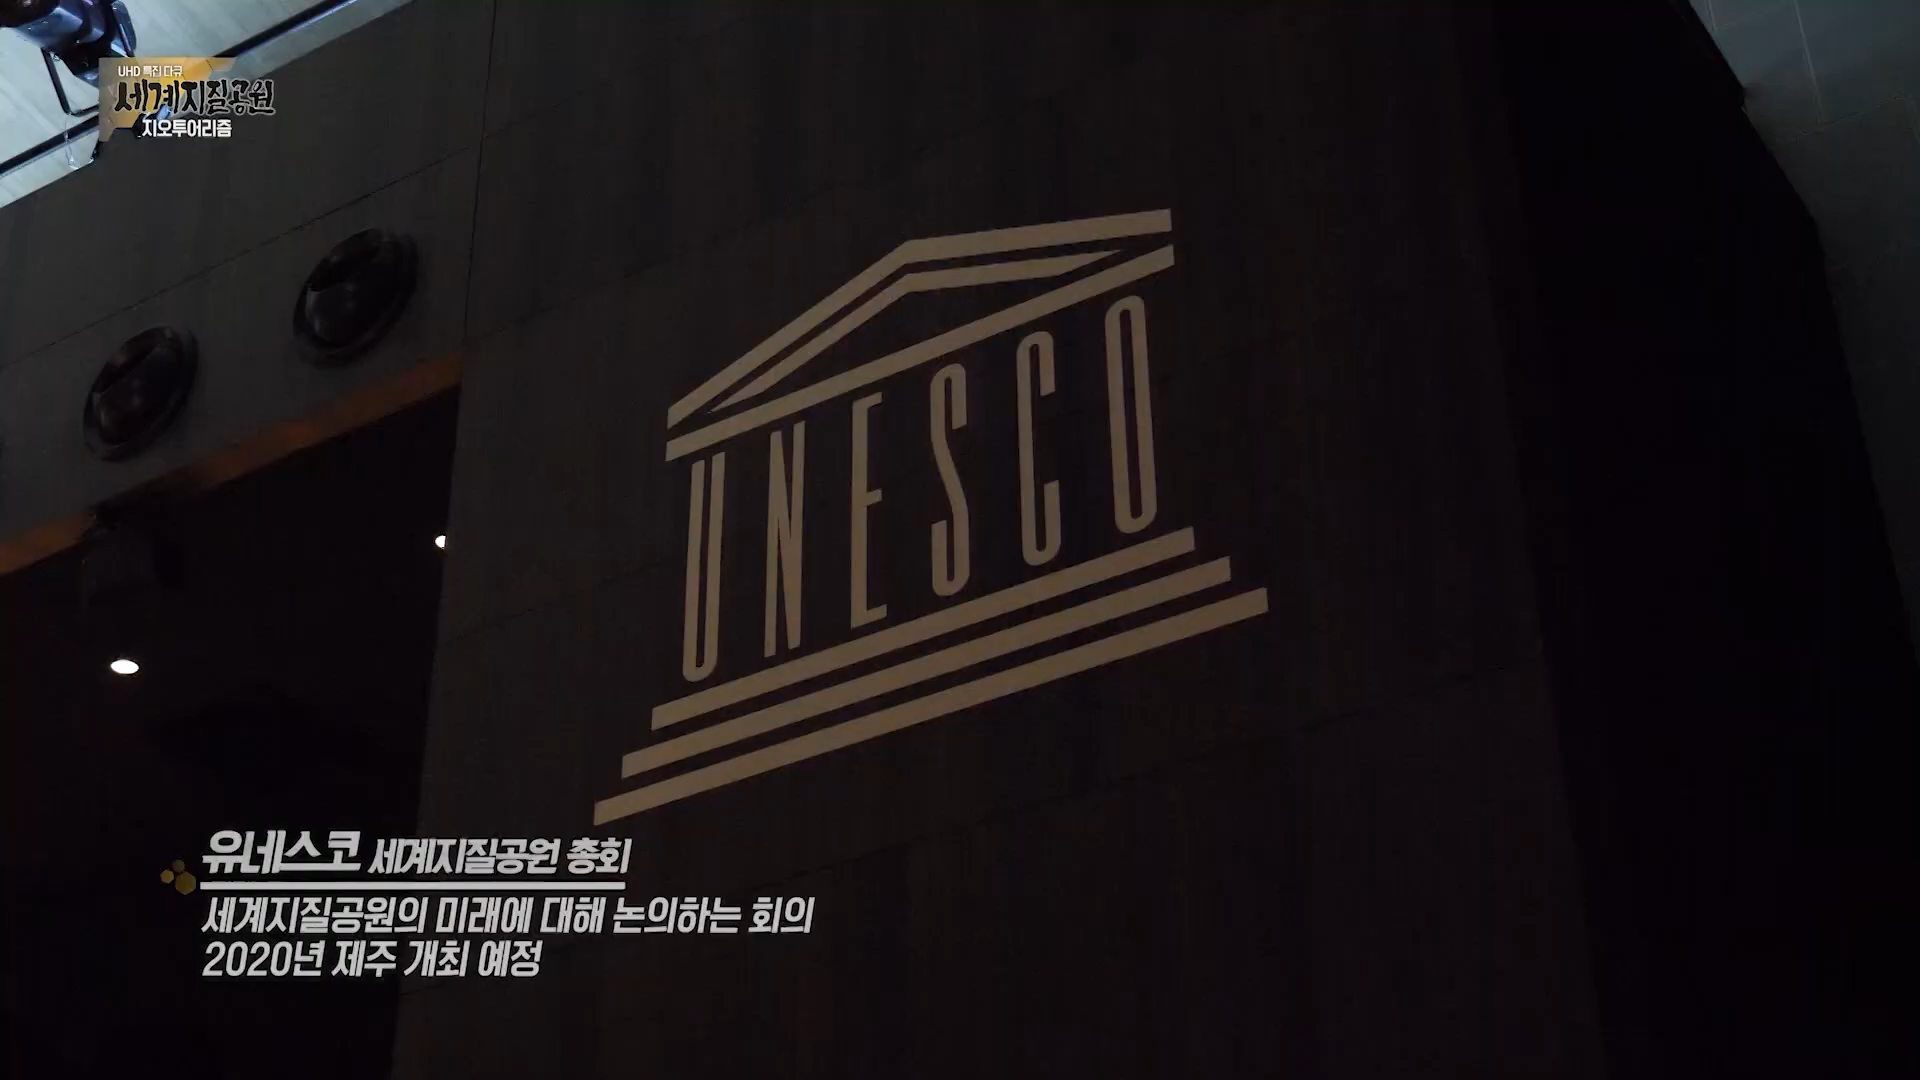 UHD 특집 다큐
세계지질공원
지오투어리즘
UNESCO
유네스코 세계지질공원 총회
세계지질공원의 미래에 대해 논의하는 회의
2020년 제주 개최 예정